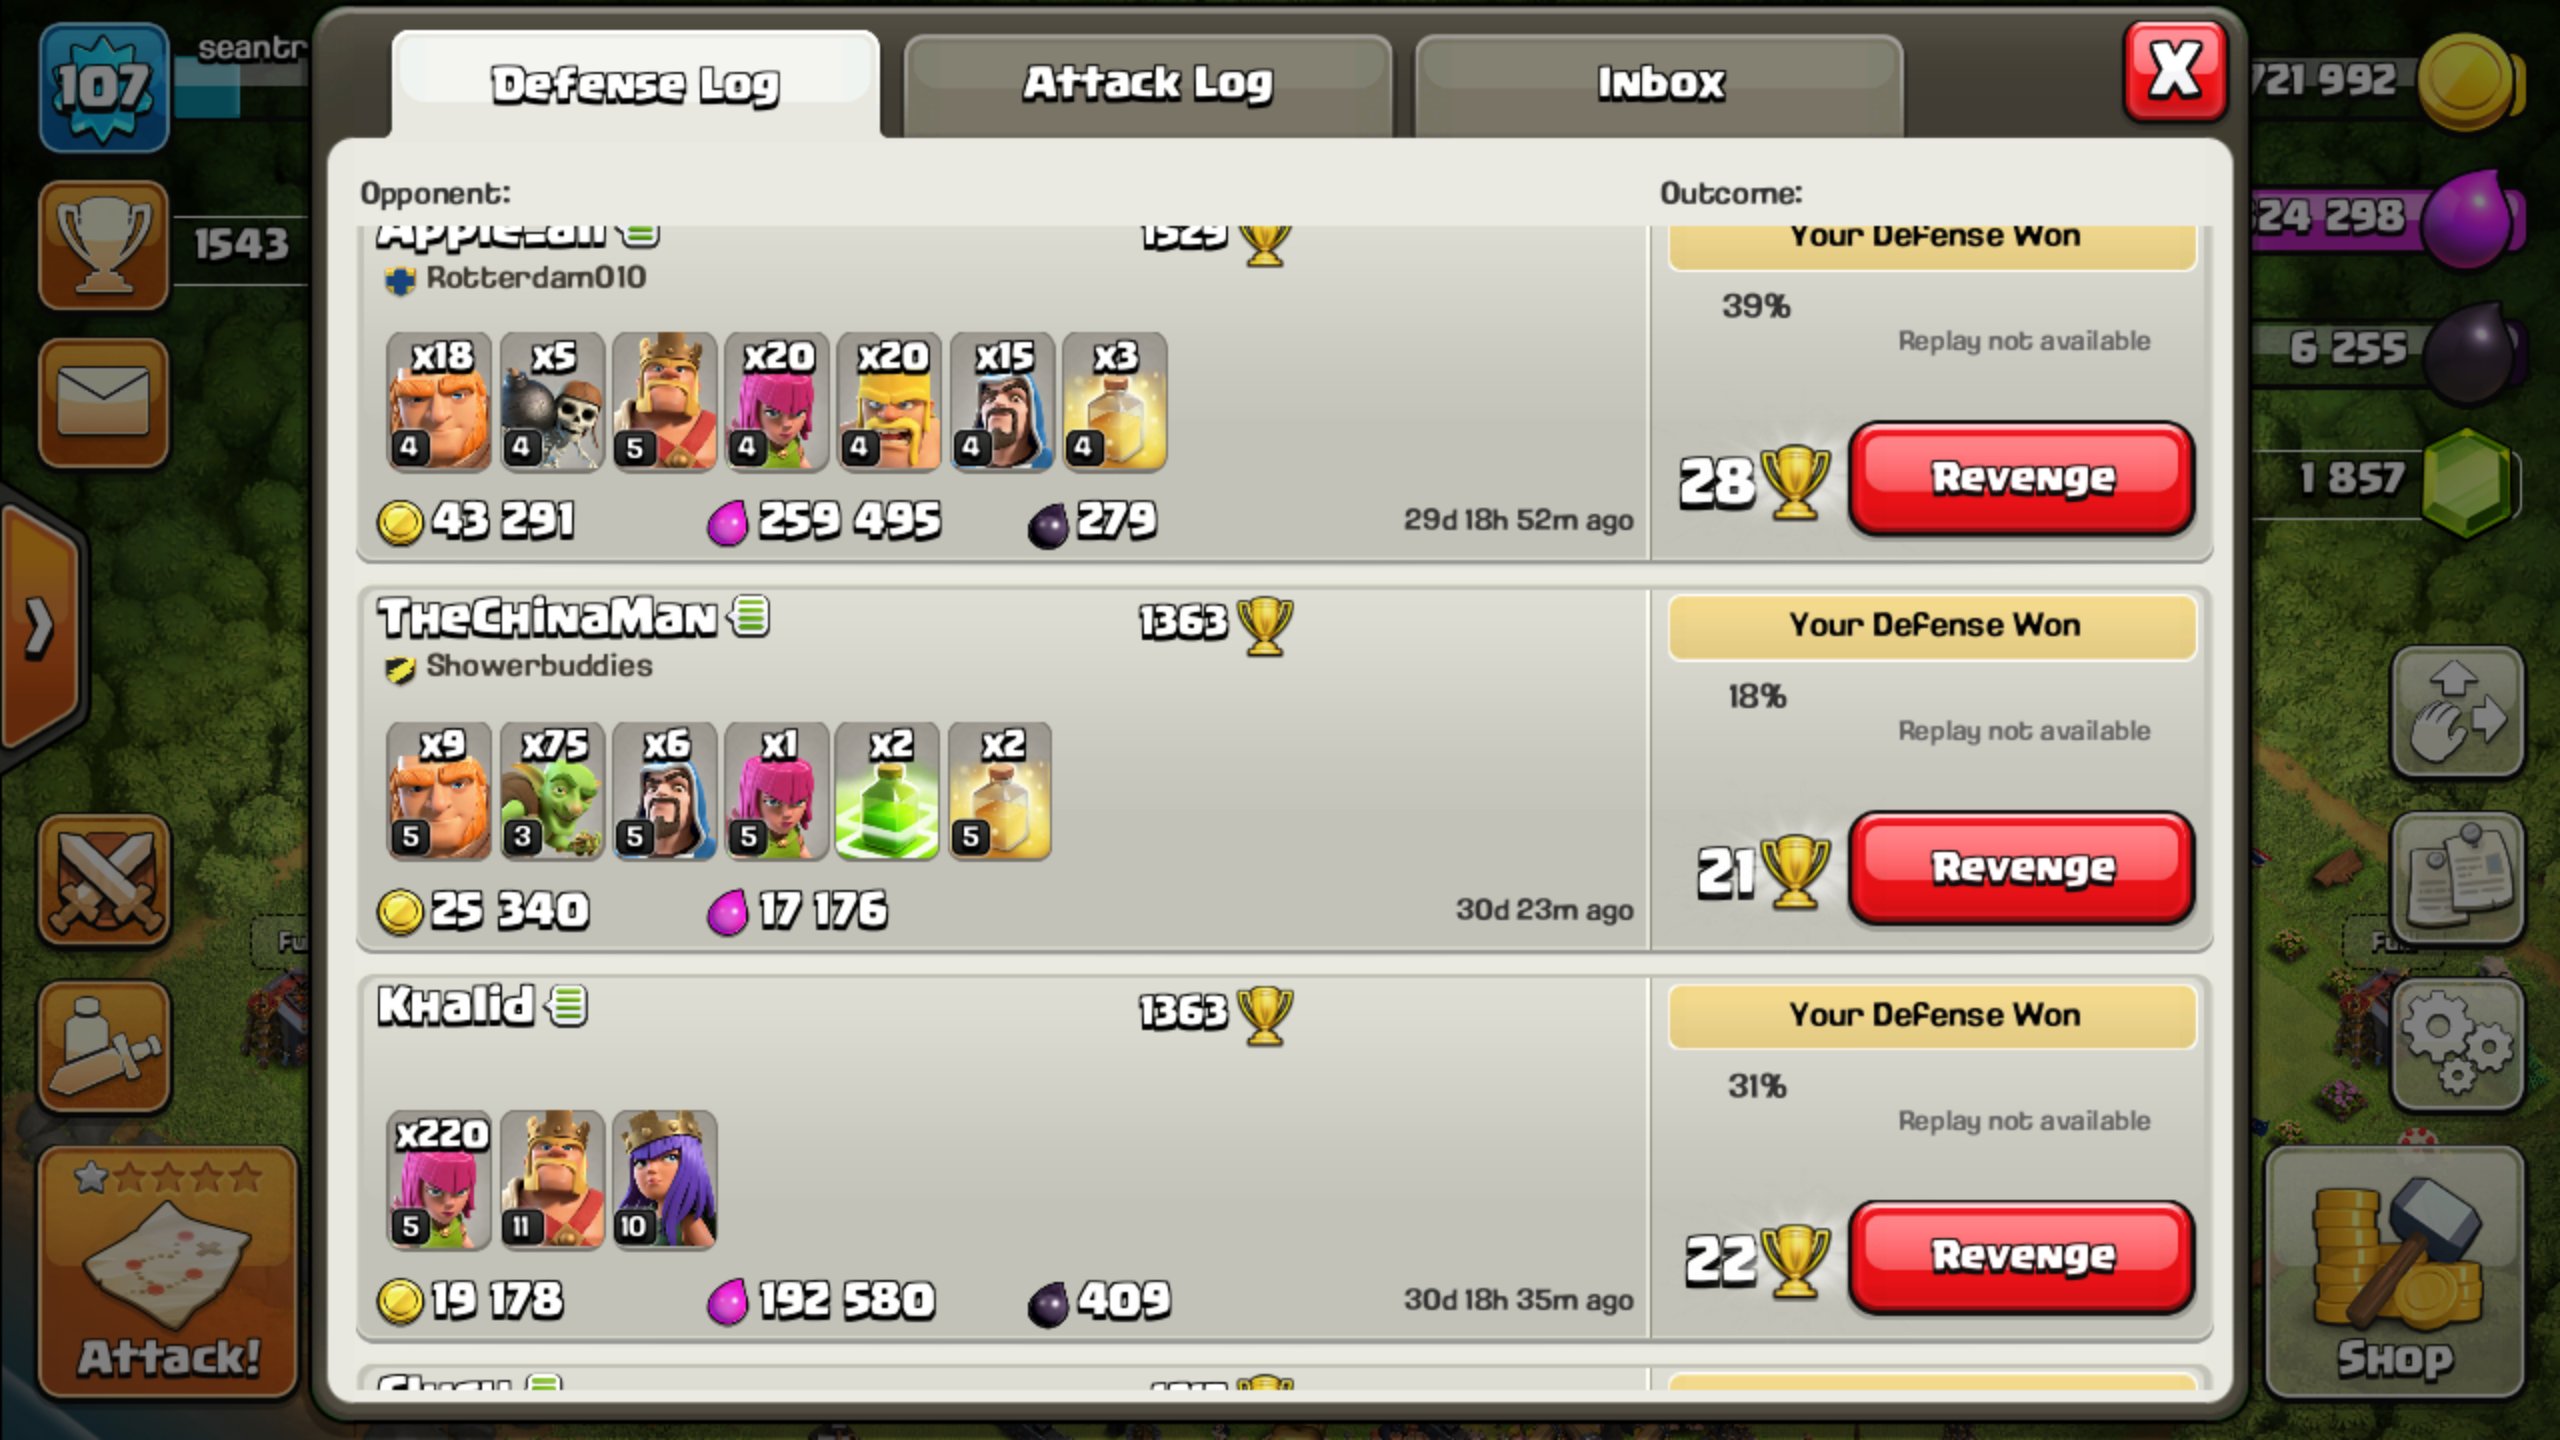 107
seantr
1543
Defense Log
Attack Log
Inbox
X
721 992
24 298
6 255
1 857
Opponent:
Outcome:
Apple_an
1529
Your Defense Won
Rotterdam010
39%
Replay not available
x18 x5 x20 x20 x15 x3
4 4 5 4 4 4 4
28
Revenge
43 291
259 495
279
29d 18h 52m ago
TheChinaMan
1363
Your Defense Won
Showerbuddies
18%
Replay not available
x9 x75 x6 x1 x2 x2
5 3 5 5 5
21
Revenge
25 340
17 176
30d 23m ago
Khalid
1363
Your Defense Won
31%
Replay not available
x220
5 11 10
22
Revenge
19 178
192 580
409
30d 18h 35m ago
Attack!
Shop